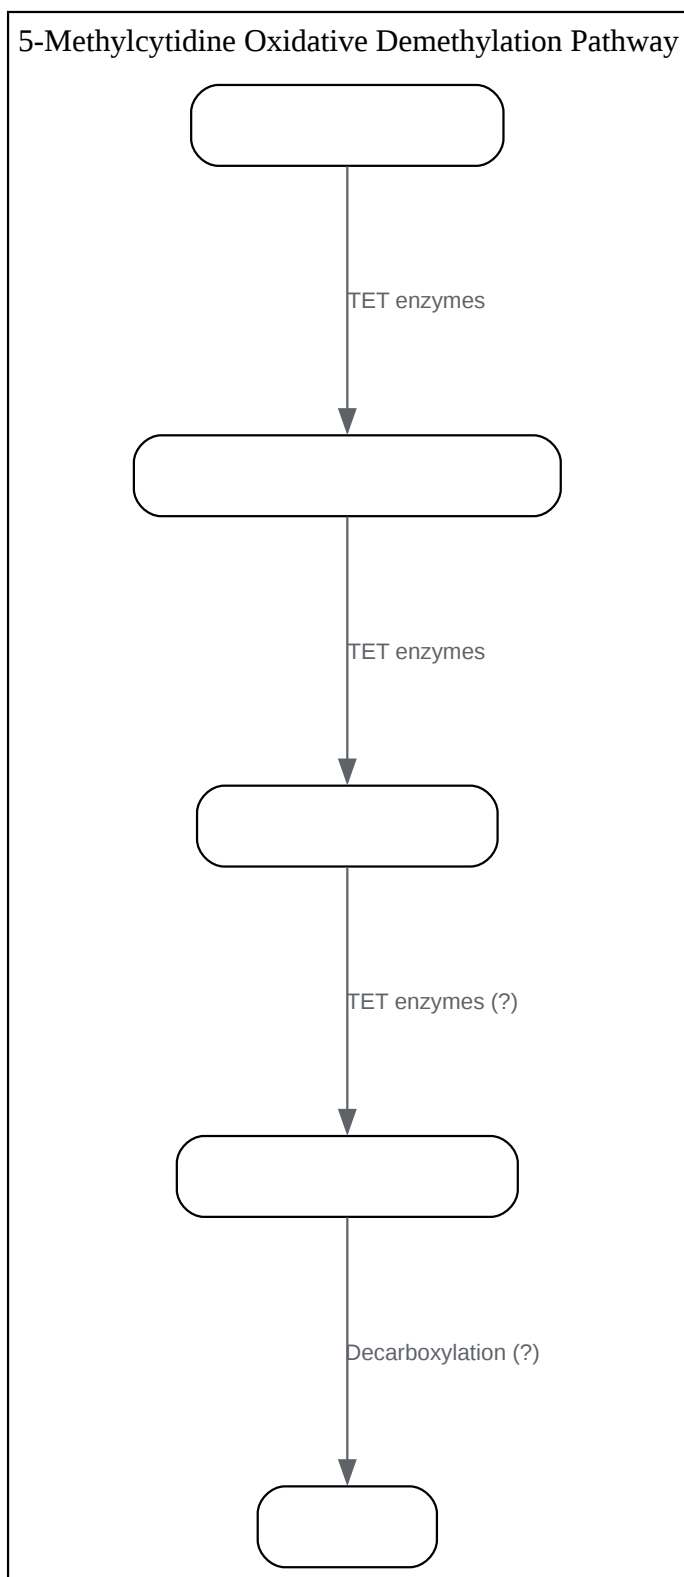 5-Methylcytidine Oxidative Demethylation Pathway
TET enzymes
TET enzymes
TET enzymes (?)
Decarboxylation (?)